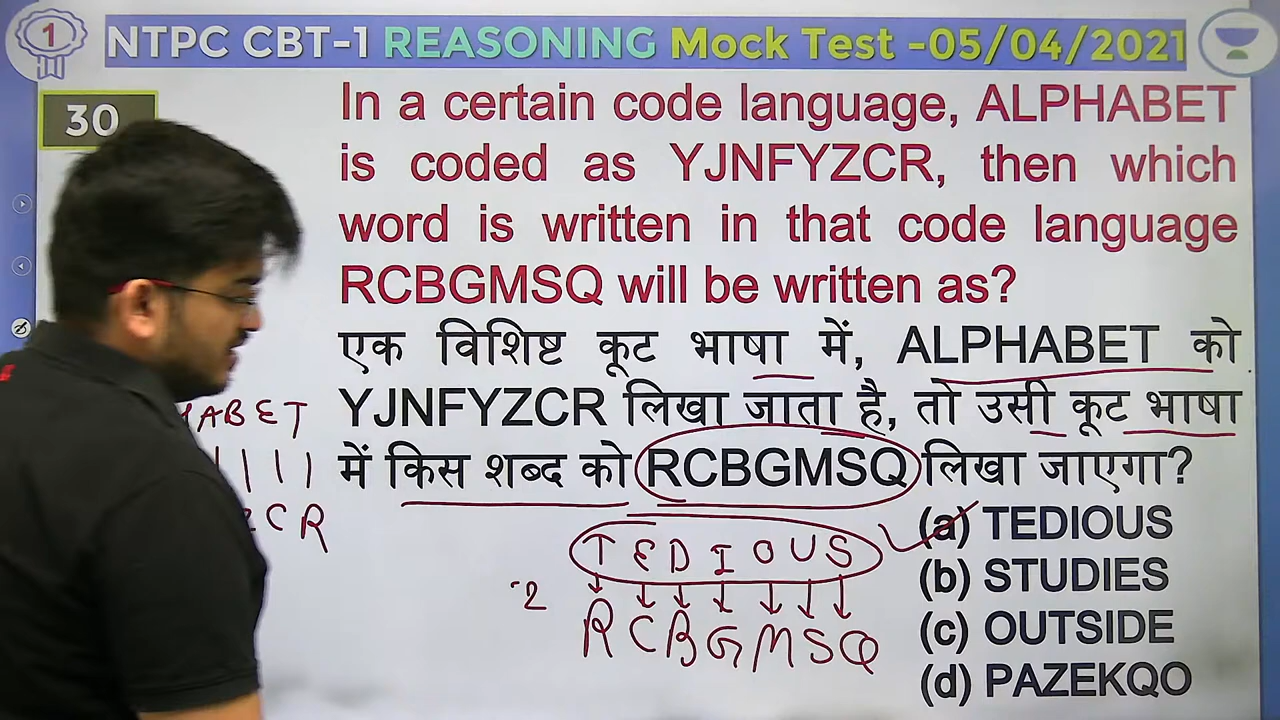 1
NTPC CBT-1 REASONING Mock Test -05/04/2021
30
In a certain code language, ALPHABET
is coded as YJNFYZCR, then which
word is written in that code language
RCBGMSQ will be written as?
एक विशिष्ट कूट भाषा में, ALPHABET को
YJNFYZCR लिखा जाता है, तो उसी कूट भाषा
में किस शब्द को RCBGMSQ लिखा जाएगा?
HABET
CR
(a) TEDIOUS
(b) STUDIES
(c) OUTSIDE
(d) PAZEKQO
TEDIOUS
-2
RCBGMSQ